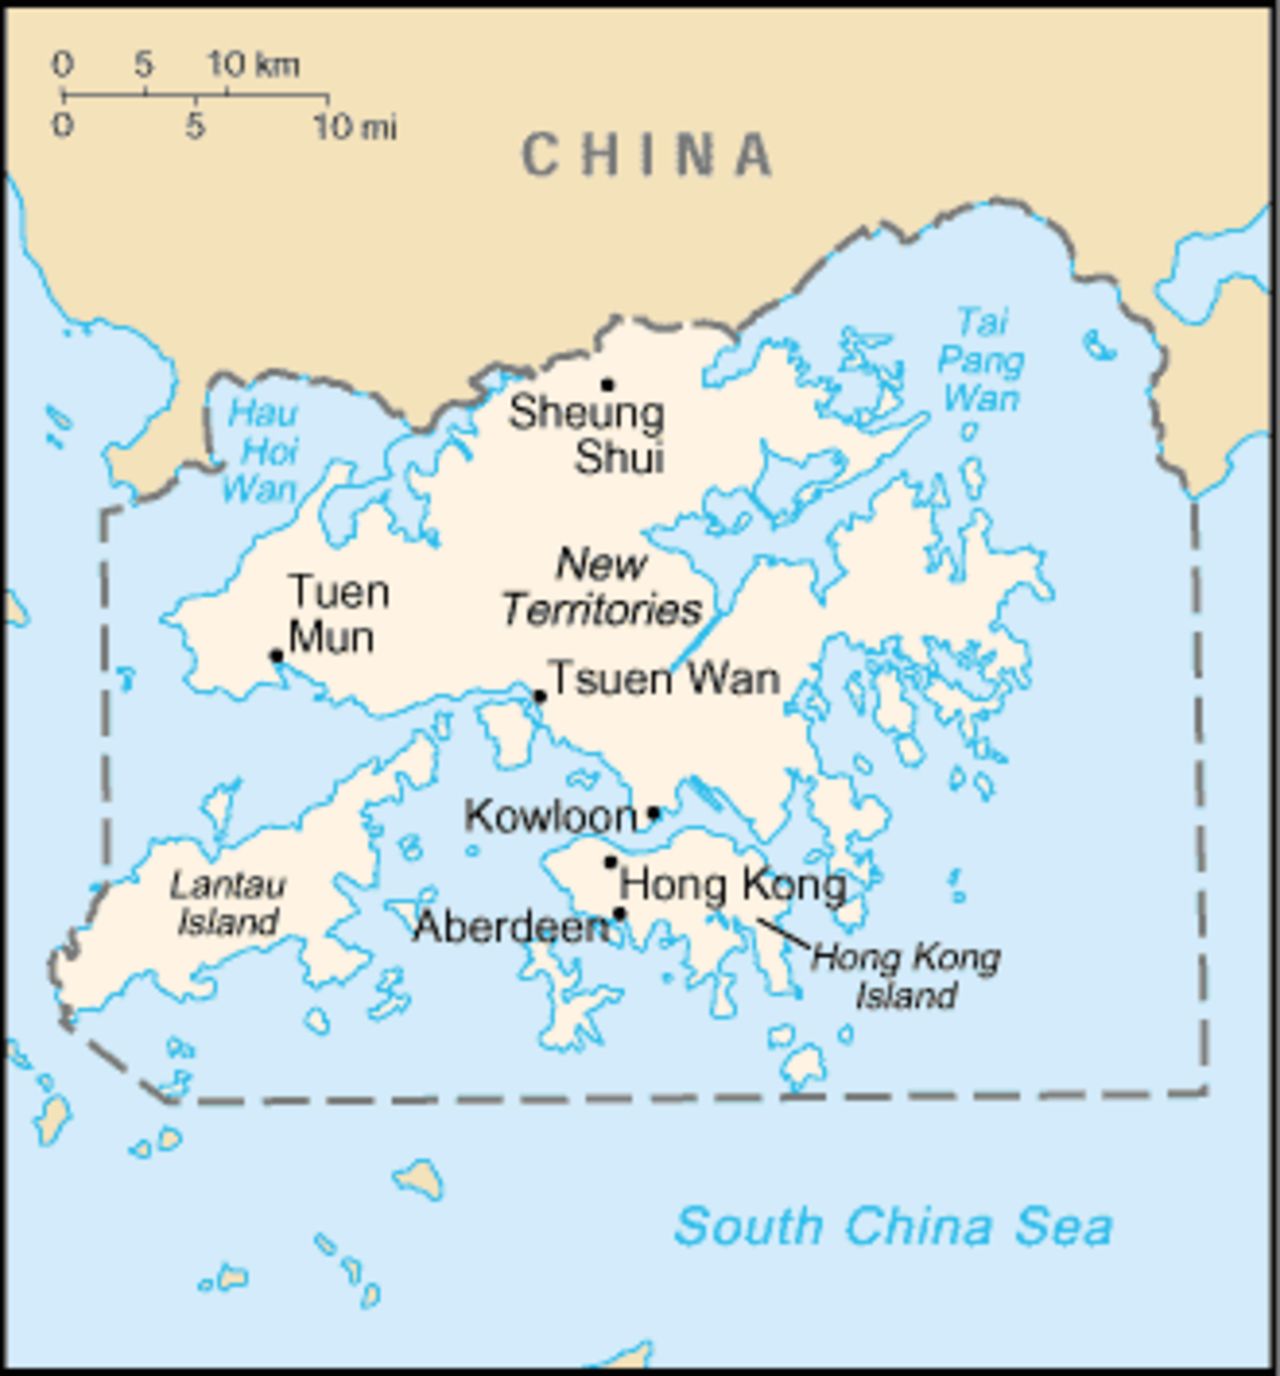 0 5 10 km
0 5 10 mi
CHINA
Tai
Pang
Wan
Hau
Hoi
Wan
Sheung
Shui
New
Territories
Tuen
Mun
Tsuen Wan
Kowloon
Lantau
Island
Hong Kong
Aberdeen
Hong Kong
Island
South China Sea